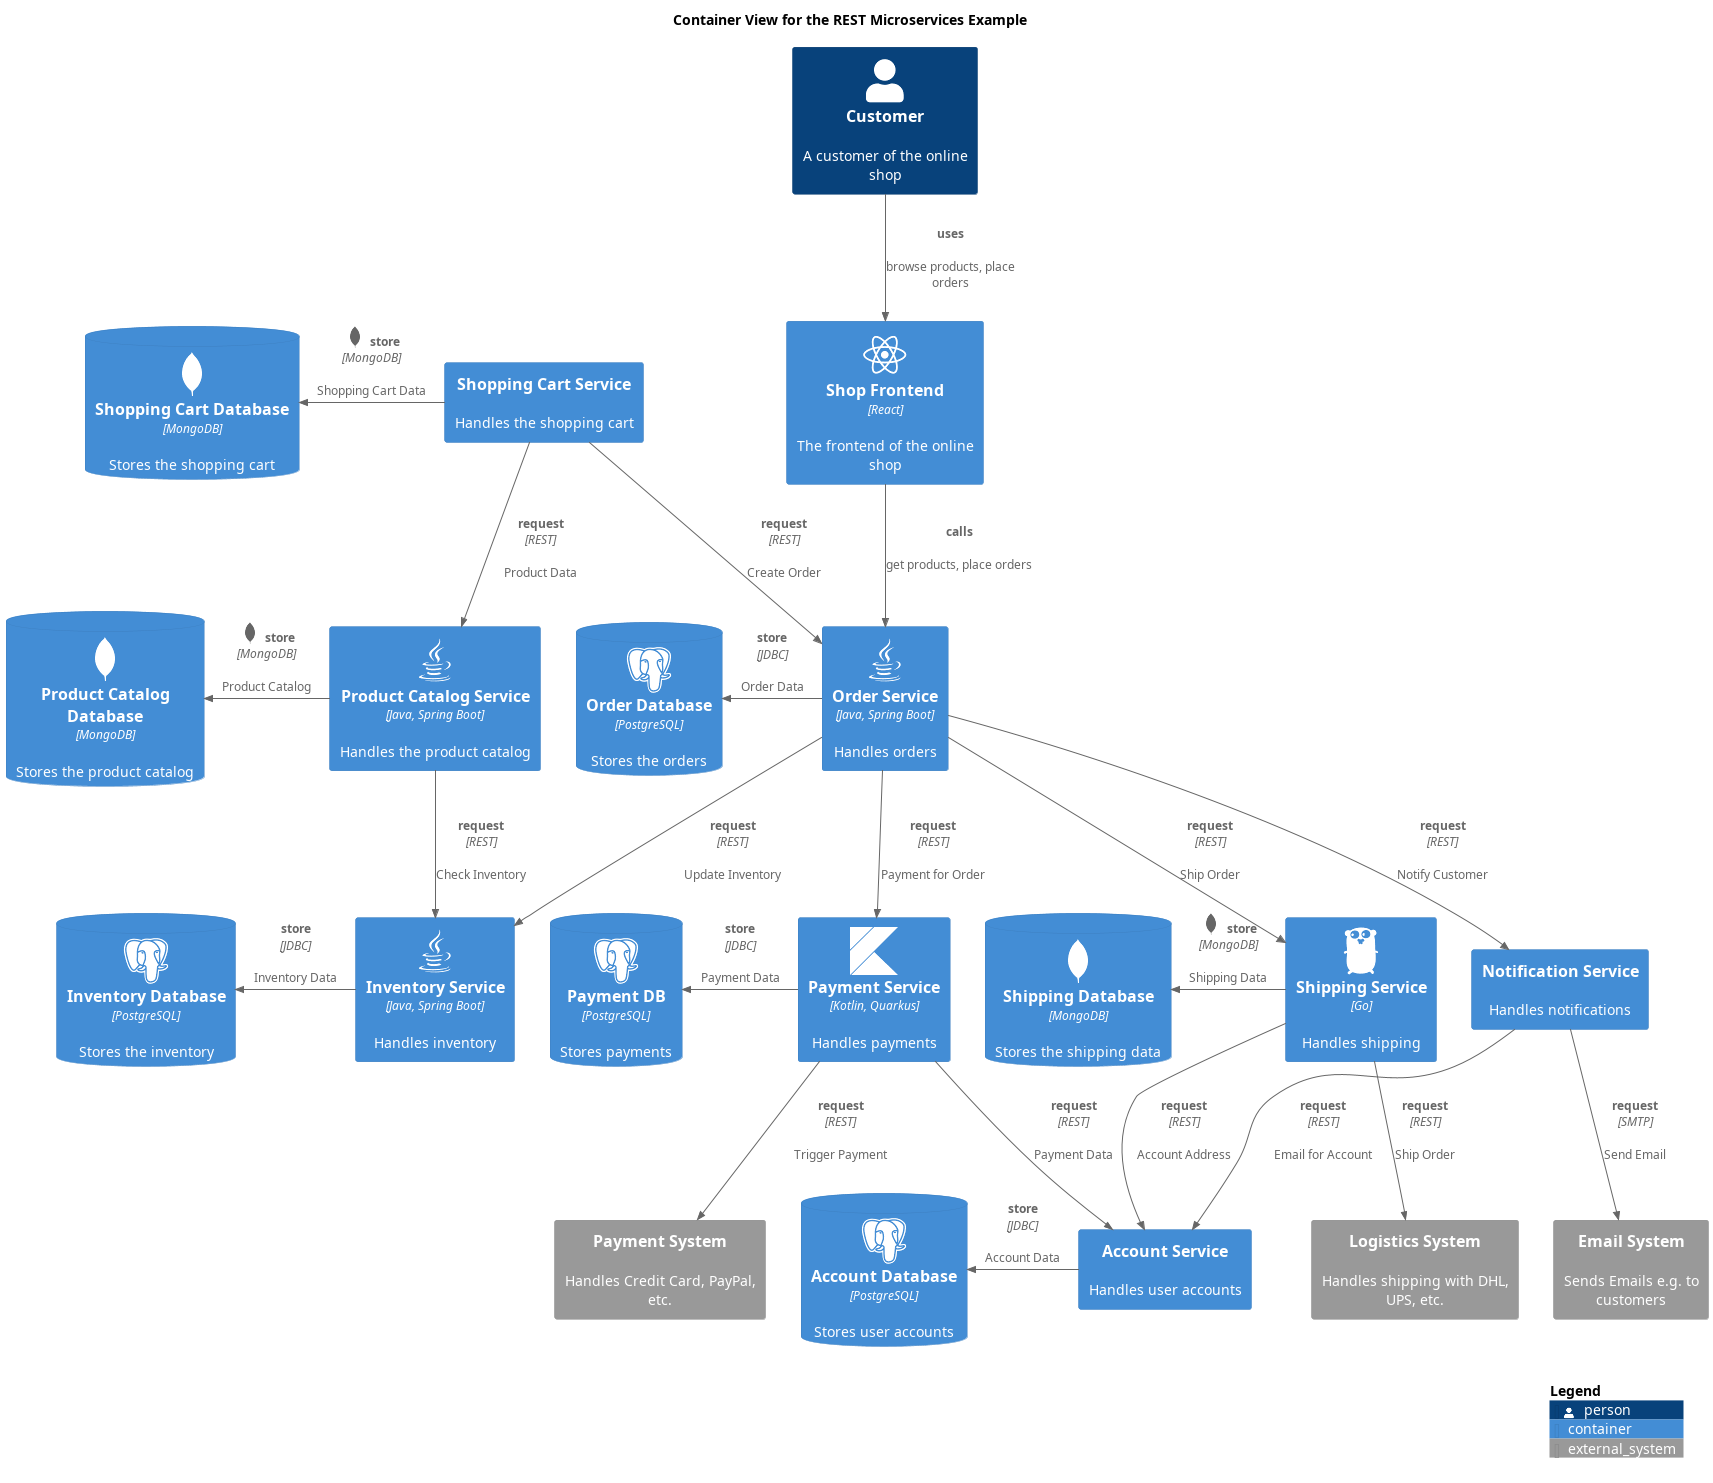 Container View for the REST Microservices Example
Customer
A customer of the online
shop
uses
browse products, place
orders
Shopping Cart Database
[MongoDB]
Stores the shopping cart
store
[MongoDB]
Shopping Cart Data
Shopping Cart Service
Handles the shopping cart
Shop Frontend
[React]
The frontend of the online
shop
request
[REST]
Product Data
request
[REST]
Create Order
calls
get products, place orders
Product Catalog
Database
[MongoDB]
Stores the product catalog
store
[MongoDB]
Product Catalog
Product Catalog Service
[Java, Spring Boot]
Handles the product catalog
Order Database
[PostgreSQL]
Stores the orders
store
[JDBC]
Order Data
Order Service
[Java, Spring Boot]
Handles orders
request
[REST]
Check Inventory
request
[REST]
Update Inventory
request
[REST]
Payment for Order
request
[REST]
Ship Order
request
[REST]
Notify Customer
Inventory Database
[PostgreSQL]
Stores the inventory
store
[JDBC]
Inventory Data
Inventory Service
[Java, Spring Boot]
Handles inventory
Payment DB
[PostgreSQL]
Stores payments
store
[JDBC]
Payment Data
Payment Service
[Kotlin, Quarkus]
Handles payments
Shipping Database
[MongoDB]
Stores the shipping data
store
[MongoDB]
Shipping Data
Shipping Service
[Go]
Handles shipping
Notification Service
Handles notifications
request
[REST]
Trigger Payment
request
[REST]
Payment Data
request
[REST]
Account Address
request
[REST]
Email for Account
request
[REST]
Ship Order
request
[SMTP]
Send Email
Payment System
Handles Credit Card, PayPal,
etc.
Account Database
[PostgreSQL]
Stores user accounts
store
[JDBC]
Account Data
Account Service
Handles user accounts
Logistics System
Handles shipping with DHL,
UPS, etc.
Email System
Sends Emails e.g. to
customers
Legend
person
container
external_system